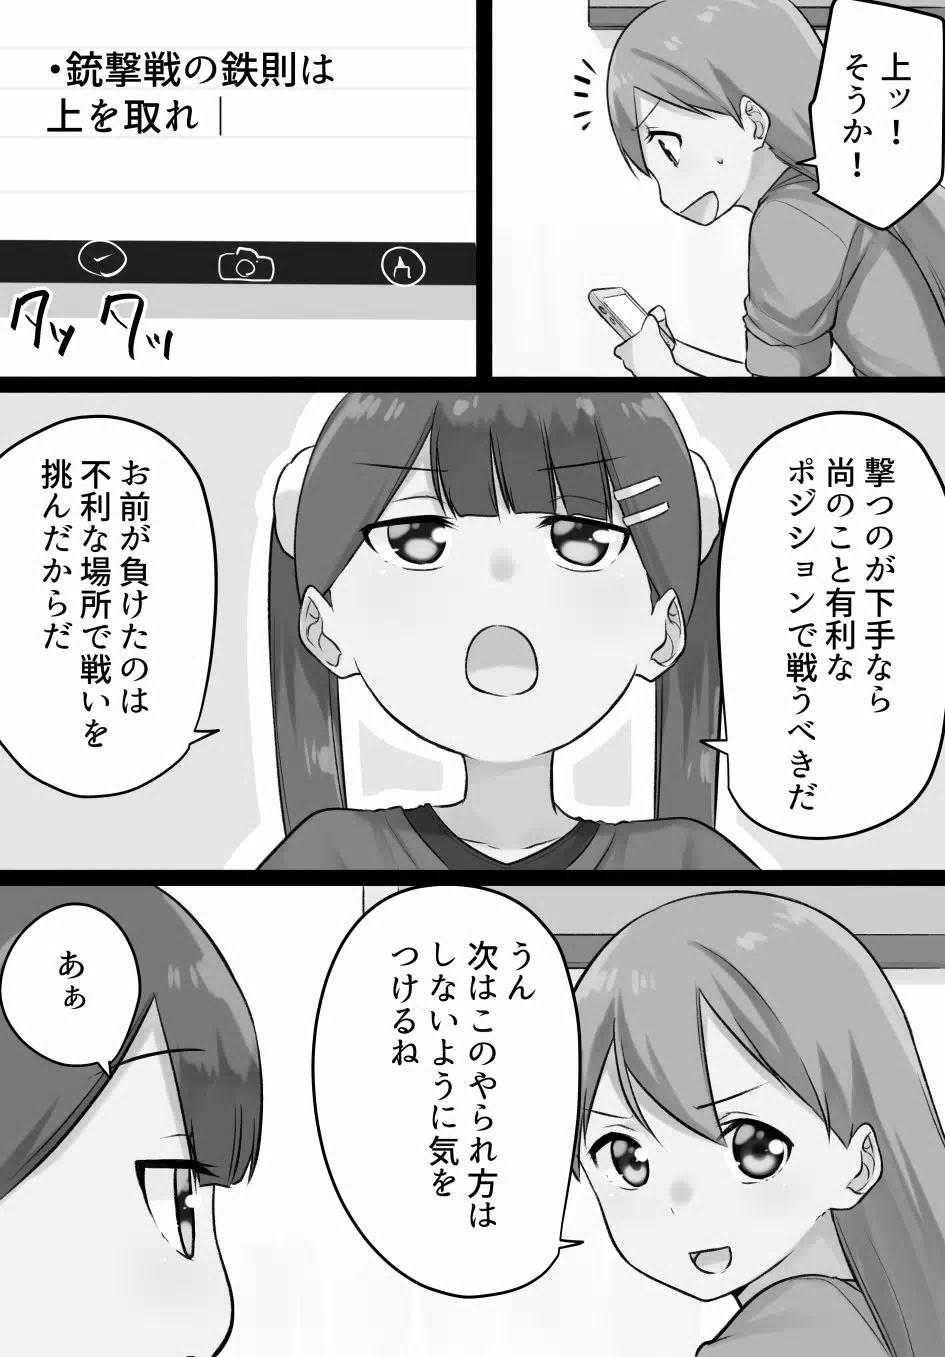 上ッ！
そうか！
・銃撃戦の鉄則は
上を取れ
タッタッ
撃つのが下手なら
尚のこと有利な
ポジションで戦うべきだ
お前が負けたのは
不利な場所で戦いを
挑んだからだ
うん
次はこのやられ方は
しないように気を
つけるね
あぁ